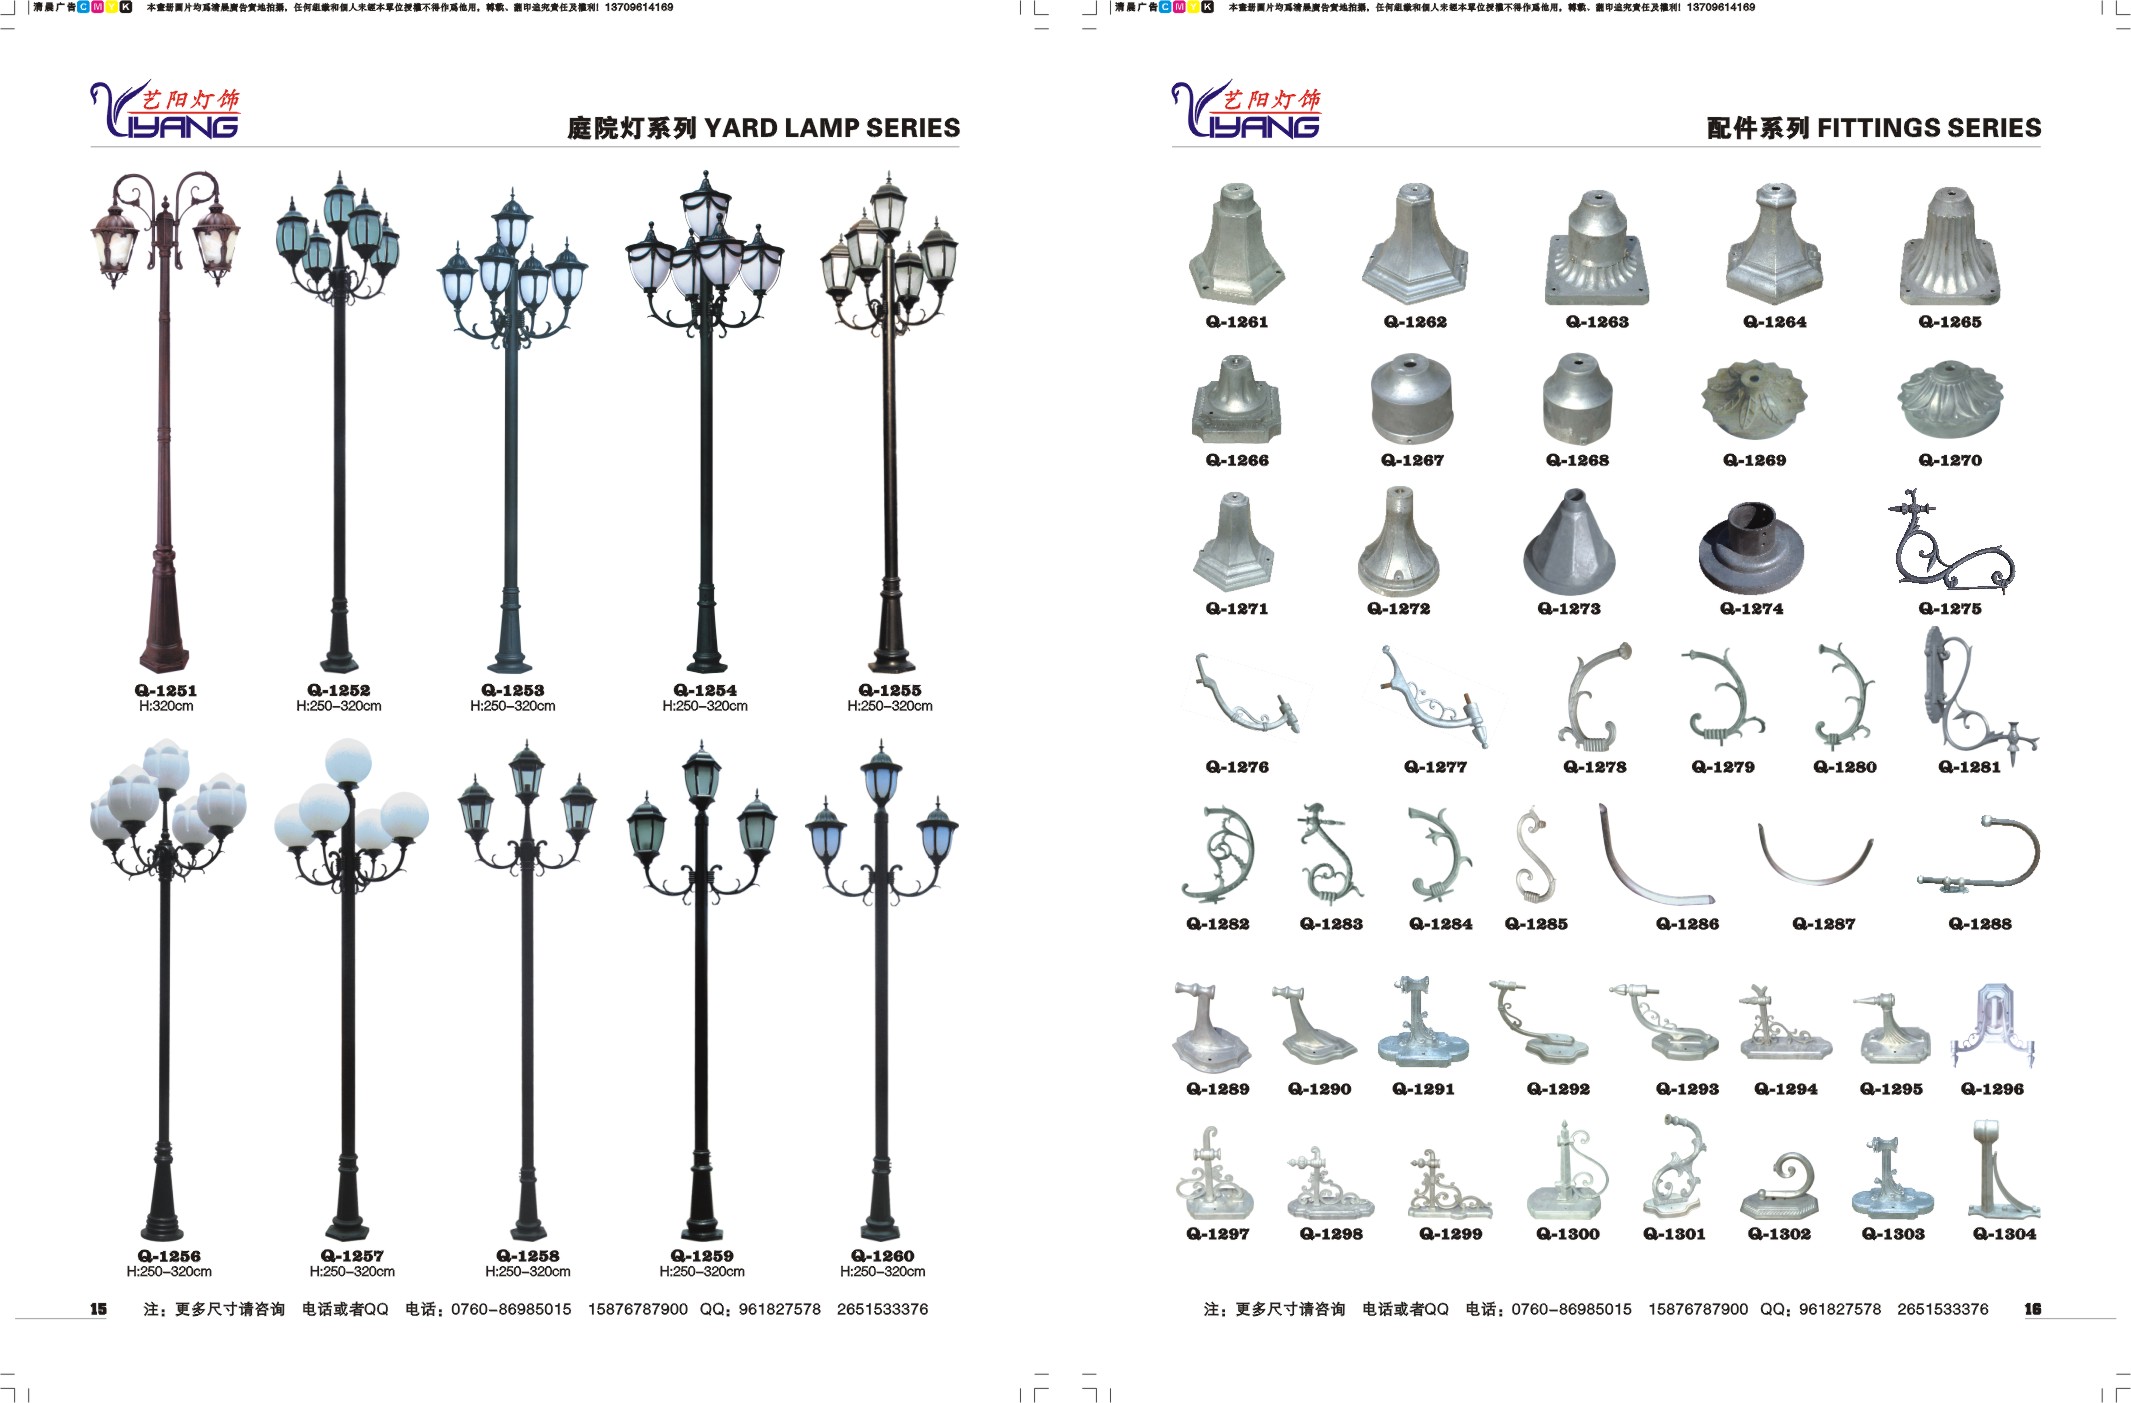 清晨广告 C M Y K 本畫册圖片均爲清晨廣告實地拍攝，任何組織和個人未經本單位授權不得作爲他用，轉載、翻印追究責任及權利！13709614169
艺阳灯饰
YIYANG
庭院灯系列 YARD LAMP SERIES
Q-1251 Q-1252 Q-1253 Q-1254 Q-1255
H:320cm H:250-320cm H:250-320cm H:250-320cm H:250-320cm
Q-1256 Q-1257 Q-1258 Q-1259 Q-1260
H:250-320cm H:250-320cm H:250-320cm H:250-320cm H:250-320cm
15 注：更多尺寸请咨询 电话或者QQ 电话：0760-86985015 15876787900 QQ：961827578 2651533376
清晨广告 C M Y K 本畫册圖片均爲清晨廣告實地拍攝，任何組織和個人未經本單位授權不得作爲他用，轉載、翻印追究責任及權利！13709614169
艺阳灯饰
YIYANG
配件系列 FITTINGS SERIES
Q-1261 Q-1262 Q-1263 Q-1264 Q-1265
Q-1266 Q-1267 Q-1268 Q-1269 Q-1270
Q-1271 Q-1272 Q-1273 Q-1274 Q-1275
Q-1276 Q-1277 Q-1278 Q-1279 Q-1280 Q-1281
Q-1282 Q-1283 Q-1284 Q-1285 Q-1286 Q-1287 Q-1288
Q-1289 Q-1290 Q-1291 Q-1292 Q-1293 Q-1294 Q-1295 Q-1296
Q-1297 Q-1298 Q-1299 Q-1300 Q-1301 Q-1302 Q-1303 Q-1304
注：更多尺寸请咨询 电话或者QQ 电话：0760-86985015 15876787900 QQ：961827578 2651533376 16